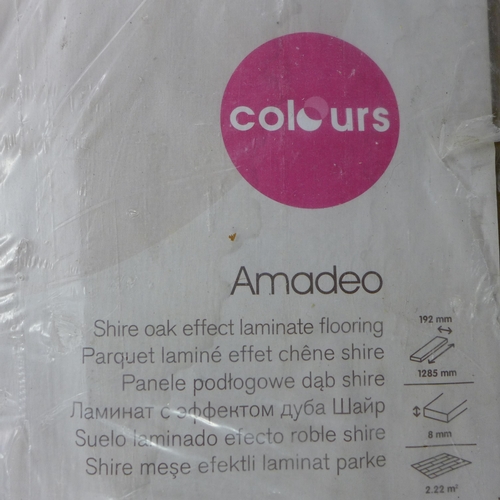 colours
Amadeo
Shire oak effect laminate flooring
Parquet laminé effet chêne shire
Panele podłogowe dąb shire
Ламинат с эффектом дуба Шайр
Suelo laminado efecto roble shire
Shire meşe efektli laminat parke
192 mm
1285 mm
8 mm
2.22 m²